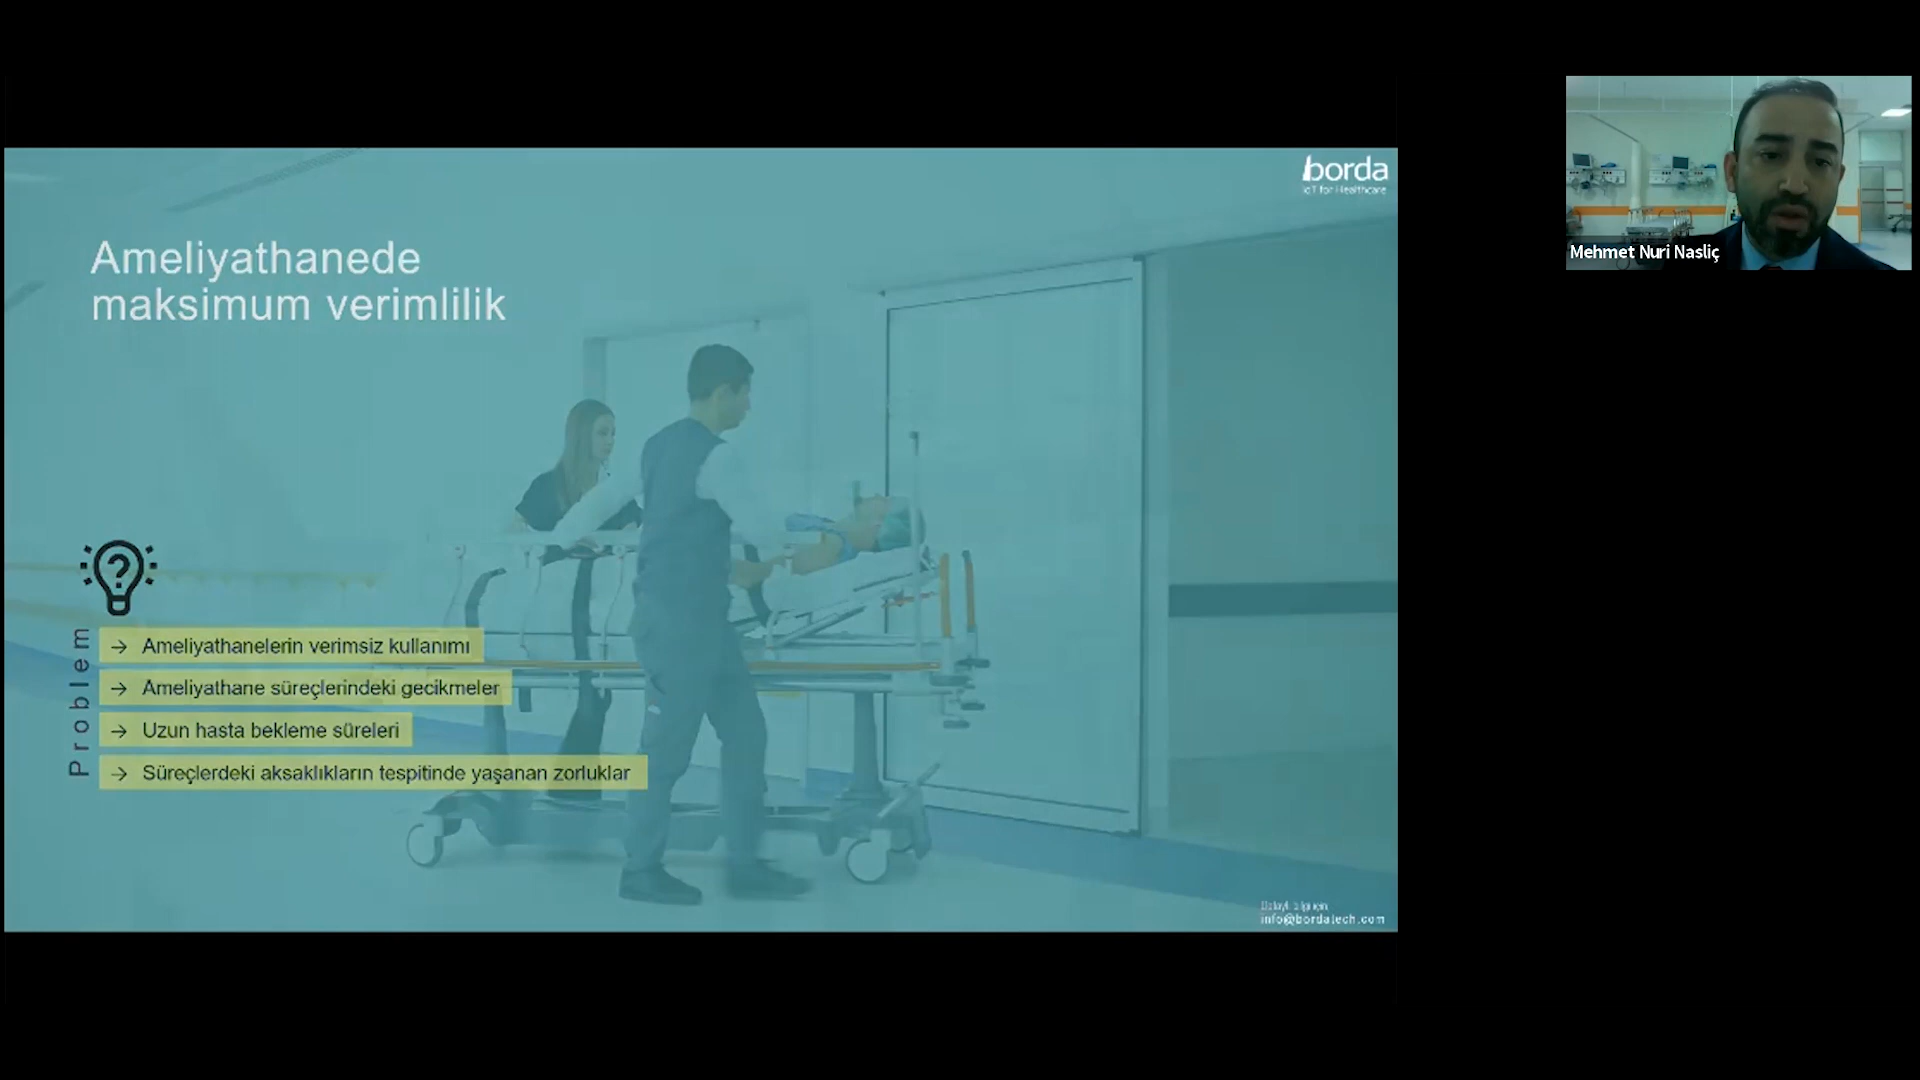 borda
IoT for Healthcare
Mehmet Nuri Nasliç
Ameliyathanede
maksimum verimlilik
?
Problem
→ Ameliyathanelerin verimsiz kullanımı
→ Ameliyathane süreçlerindeki gecikmeler
→ Uzun hasta bekleme süreleri
→ Süreçlerdeki aksaklıkların tespitinde yaşanan zorluklar
info@bordatech.com